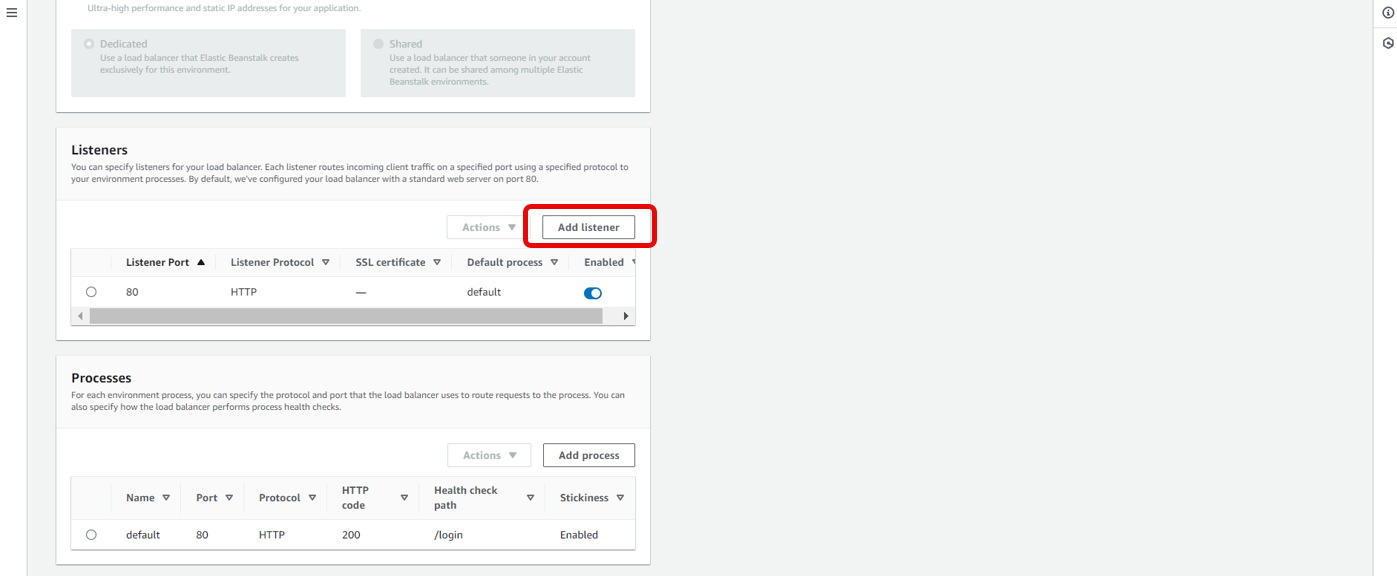 Ultra-high performance and static IP addresses for your application.
Dedicated
Use a load balancer that Elastic Beanstalk creates
exclusively for this environment.
Shared
Use a load balancer that someone in your account
created. It can be shared among multiple Elastic
Beanstalk environments.
Listeners
You can specify listeners for your load balancer. Each listener routes incoming client traffic on a specified port using a specified protocol to
your environment processes. By default, we've configured your load balancer with a standard web server on port 80.
Actions Add listener
Listener Port Listener Protocol SSL certificate Default process Enabled
80 HTTP — default
Processes
For each environment process, you can specify the protocol and port that the load balancer uses to route requests to the process. You can
also specify how the load balancer performs process health checks.
Actions Add process
Name Port Protocol HTTP code Health check path Stickiness
default 80 HTTP 200 /login Enabled